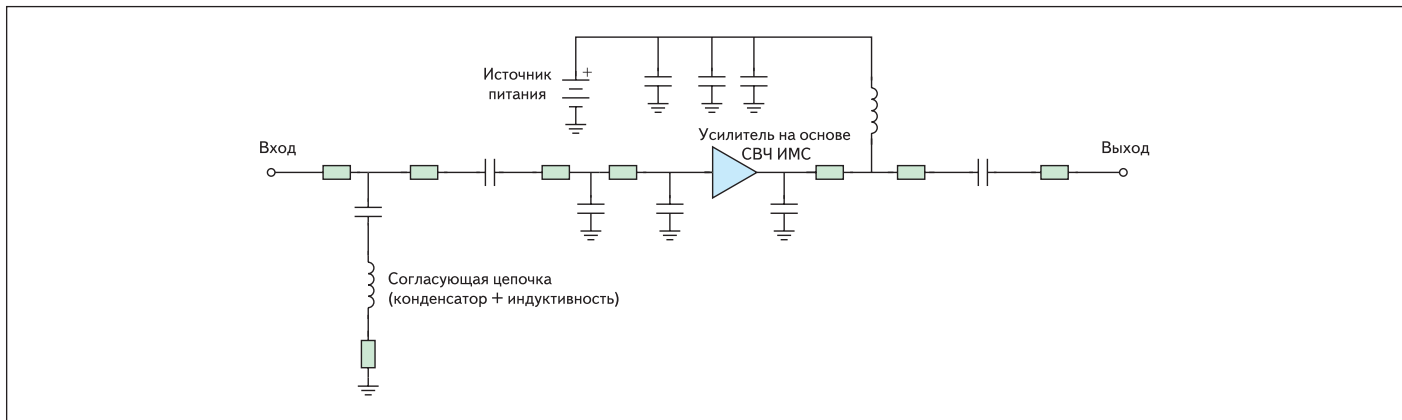 Источник
питания
+
Усилитель на основе
СВЧ ИМС
Вход
Выход
Согласующая цепочка
(конденсатор + индуктивность)